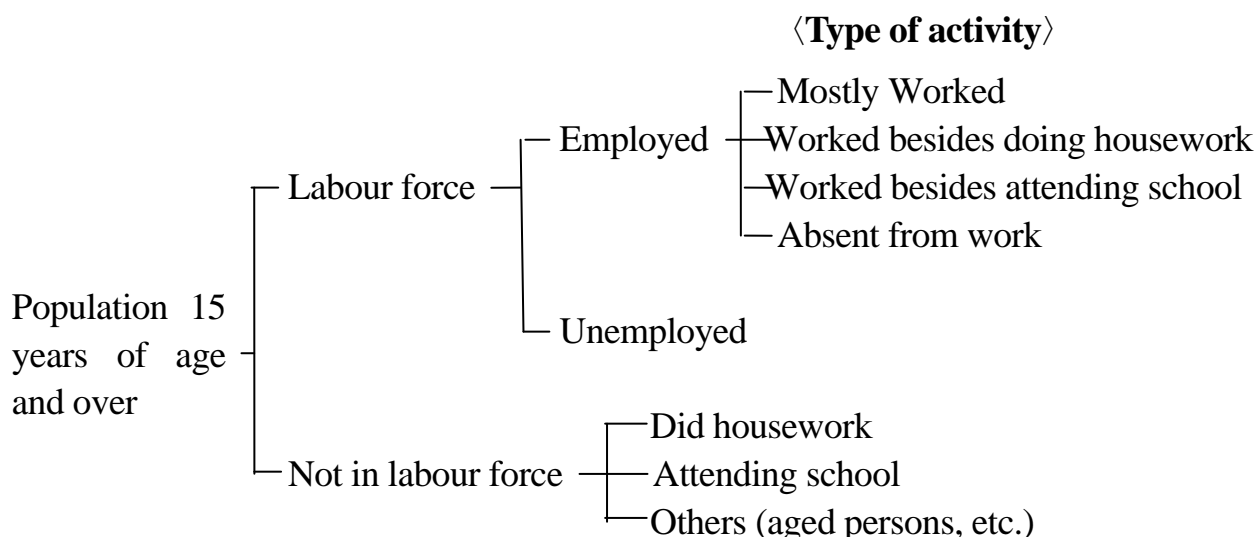 〈Type of activity〉
Mostly Worked
Employed
Worked besides doing housework
Labour force
Worked besides attending school
Absent from work
Population 15
years of age
and over
Unemployed
Did housework
Not in labour force
Attending school
Others (aged persons, etc.)